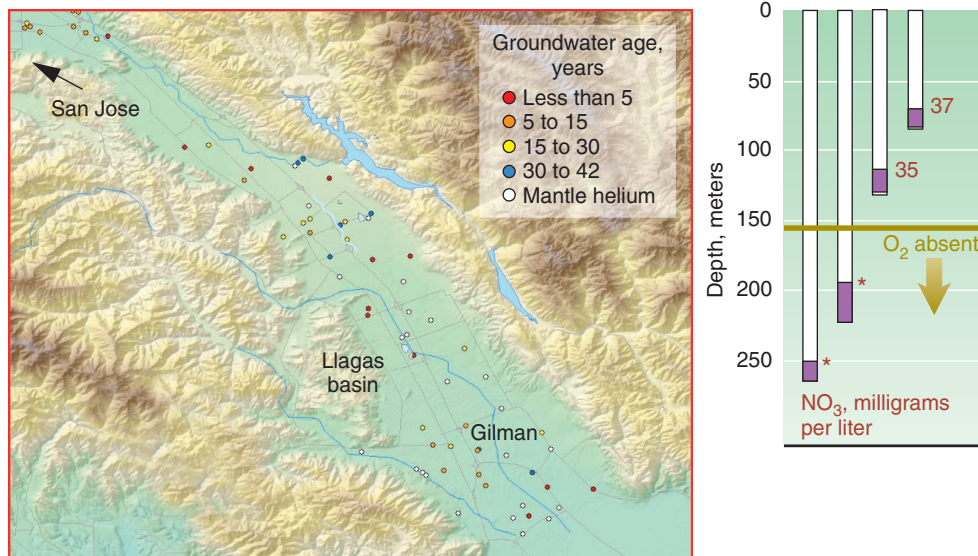 Groundwater age,
years
Less than 5
5 to 15
15 to 30
30 to 42
Mantle helium
San Jose
Llagas
basin
Gilman
Depth, meters
0
50
100
150
200
250
37
35
O₂ absent
*
*
NO₃, milligrams
per liter